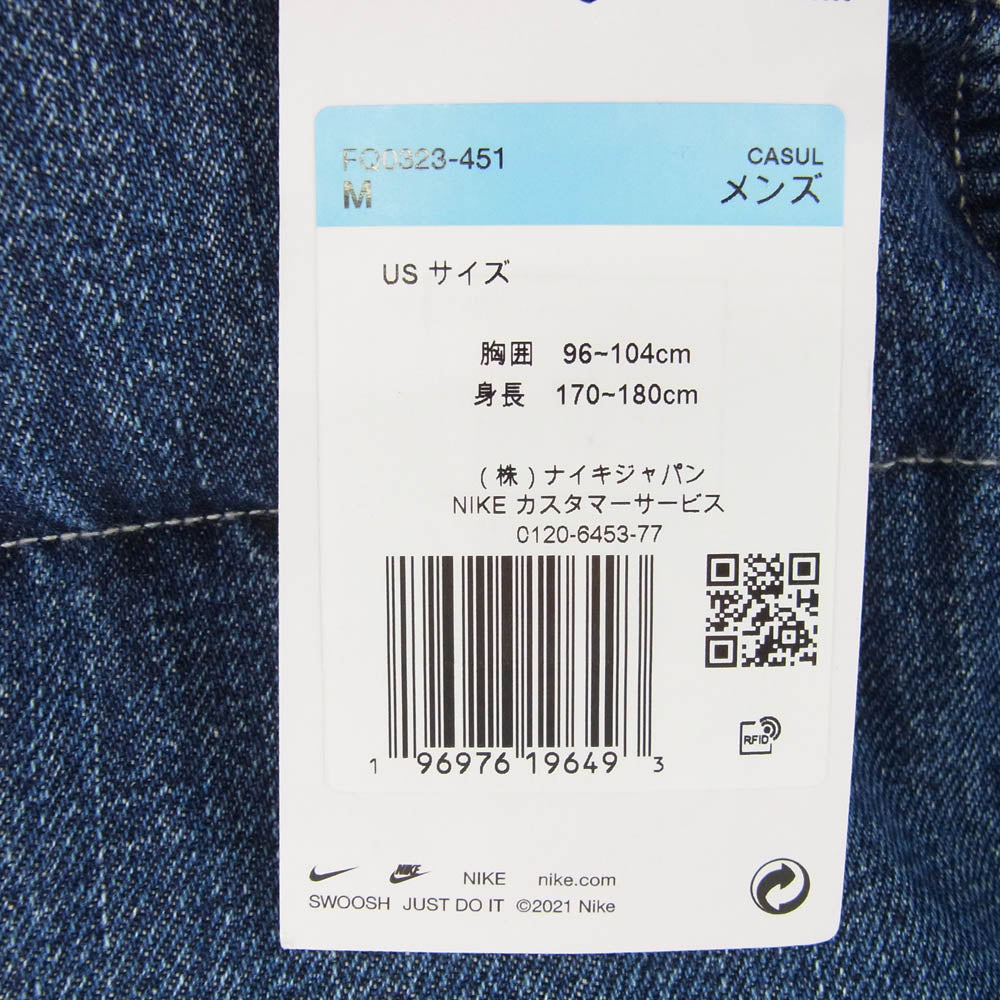 FQ0323-451
CASUL
M
メンズ
US サイズ
胸囲 96~104cm
身長 170~180cm
(株)ナイキジャパン
NIKE カスタマーサービス
0120-6453-77
1 96976 19649 3
RFID
NIKE NIKE nike.com
SWOOSH JUST DO IT ©2021 Nike